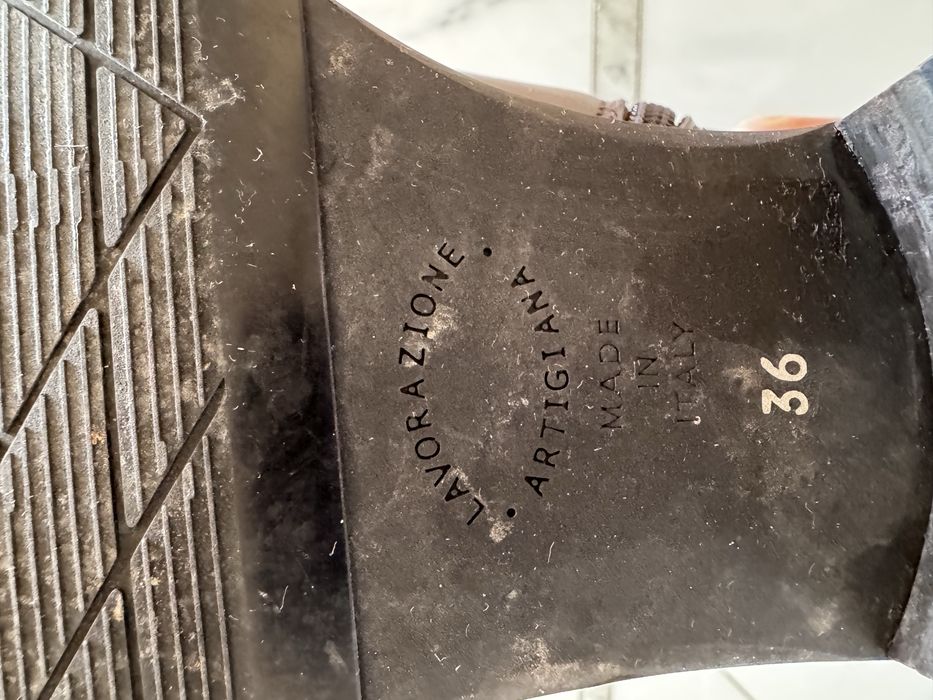 LAVORAZIONE
ARTIGIANA
MADE
IN
ITALY
36